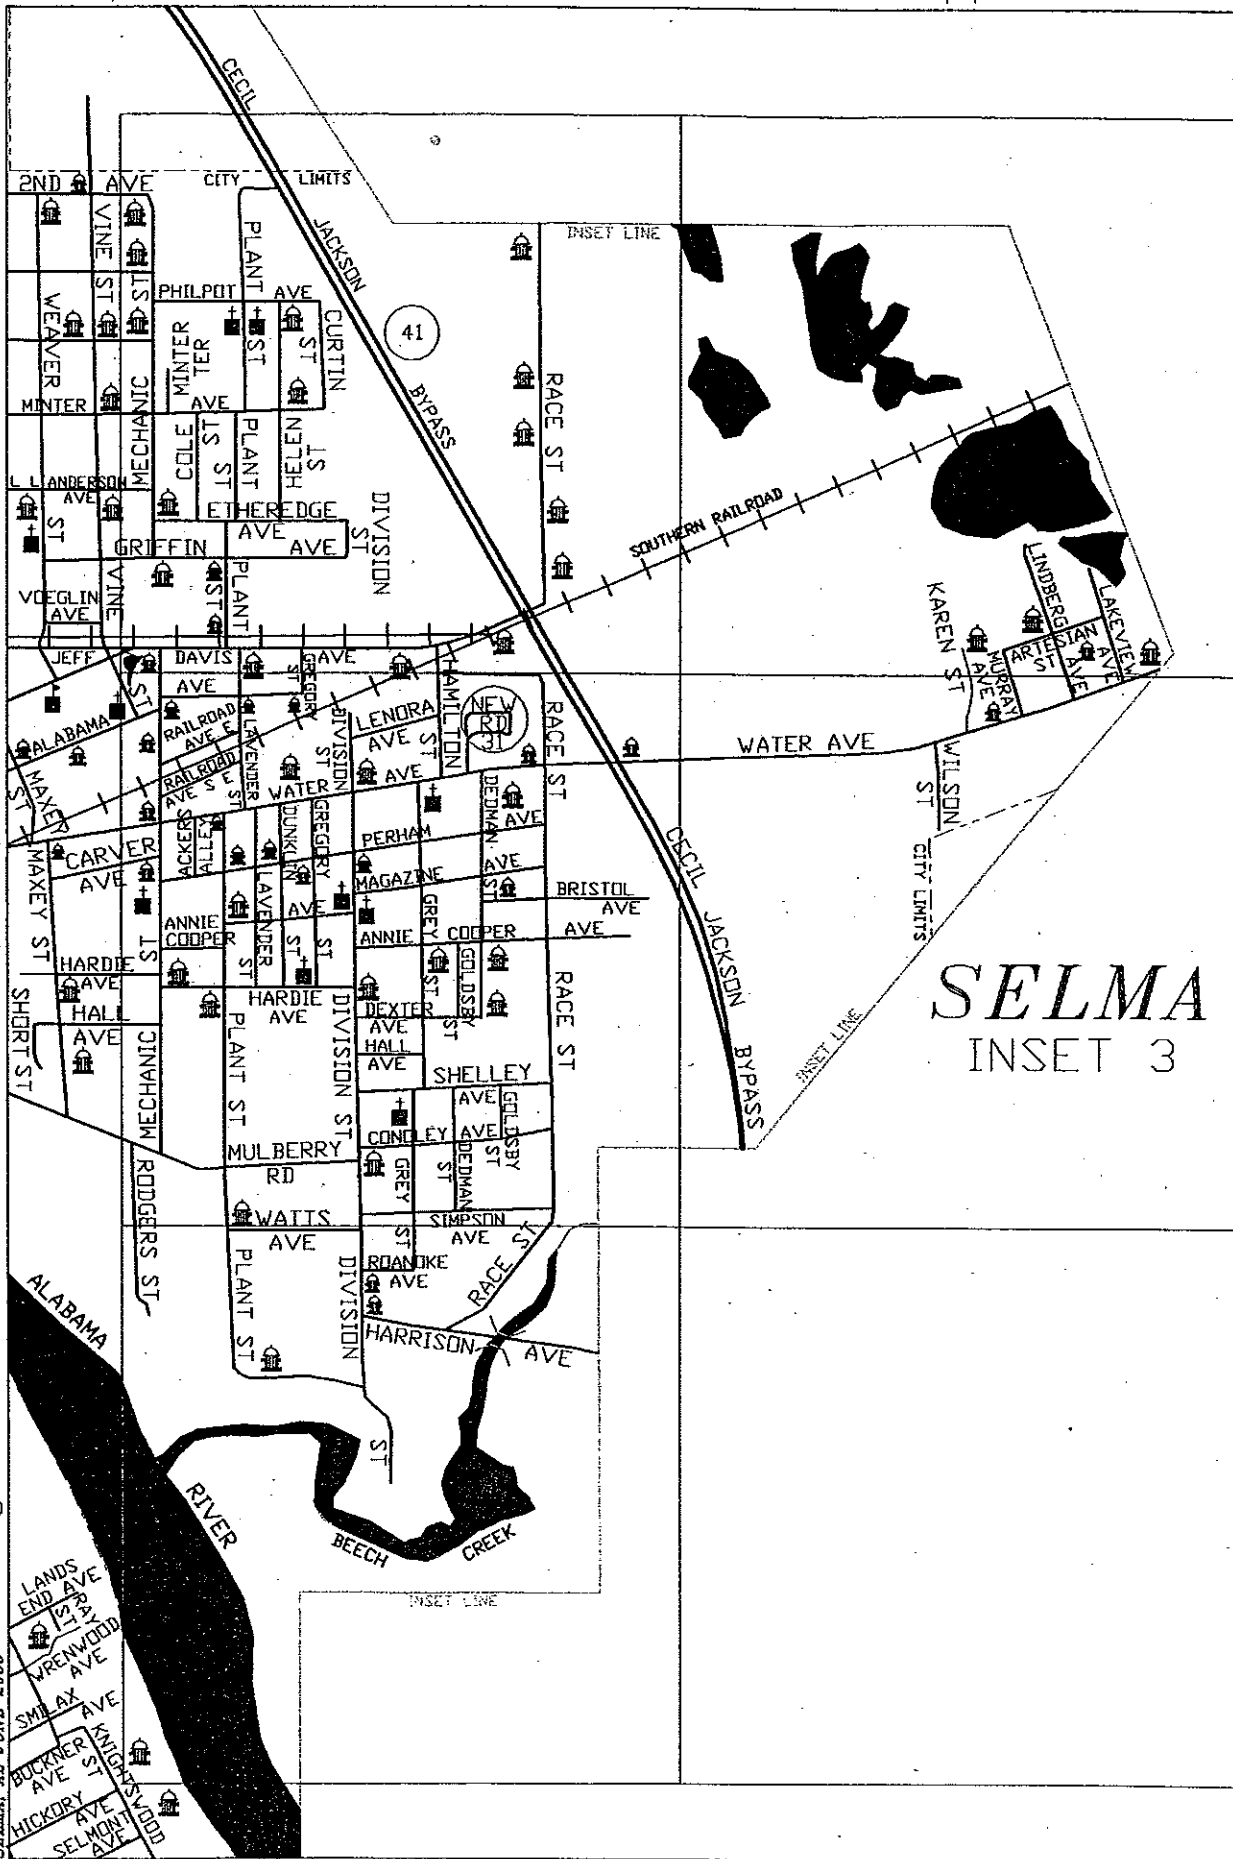 CECIL
JACKSON
BYPASS
41
2ND AVE
CITY LIMITS
INSET LINE
VINE ST
WEAVER
ST
MECHANIC ST
PLANT ST
PHILPOT AVE
MINTER TER
CURTIN ST
MINTER AVE
COLE ST
PLANT ST
HELEN ST
RACE ST
L L ANDERSON AVE
ETHEREDGE AVE
DIVISION ST
GRIFFIN AVE
VINE
PLANT ST
VOEGLIN AVE
SOUTHERN RAILROAD
LINDBERG
LAKEVIEW AVE
KAREN ST
ARTESIAN ST
AVE
MURRAY AVE
JEFF DAVIS AVE
ST
AVE
GREGORY ST
HAMILTON ST
NEW RD 31
RACE ST
ALABAMA
RAILROAD AVE E
LAVENDER ST
DIVISION ST
LENORA AVE
WATER AVE
WILSON ST
MAXEY ST
RAILROAD AVE S E
WATER AVE
CITY LIMITS
CARVER AVE
ACKERS ALLEY
DUNKLIN ST
GREGORY ST
PERHAM AVE
DEDMAN ST
MAGAZINE AVE
BRISTOL AVE
CECIL
JACKSON
BYPASS
MAXEY ST
ANNIE COOPER
AVE
LAVENDER ST
GREY ST
ANNIE COOPER AVE
HARDIE AVE
HARDIE AVE
GOLDSBY ST
SELMA
INSET 3
HALL AVE
DEXTER AVE
SHORT ST
MECHANIC ST
PLANT ST
DIVISION ST
HALL AVE
RACE ST
INSET LINE
SHELLEY AVE
GOLDSBY ST
CONOLEY AVE
MULBERRY RD
GREY ST
DEDMAN ST
RODGERS ST
WATTS AVE
SIMPSON AVE
PLANT ST
DIVISION ST
ROANOKE AVE
RACE ST
ALABAMA
RIVER
HARRISON AVE
BEECH CREEK
INSET LINE
LANDS END AVE
RAY ST
WRENWOOD AVE
SMILAX AVE
BUCKNER AVE
KNIGHTSWOOD ST
HICKORY AVE
SELMONT AVE